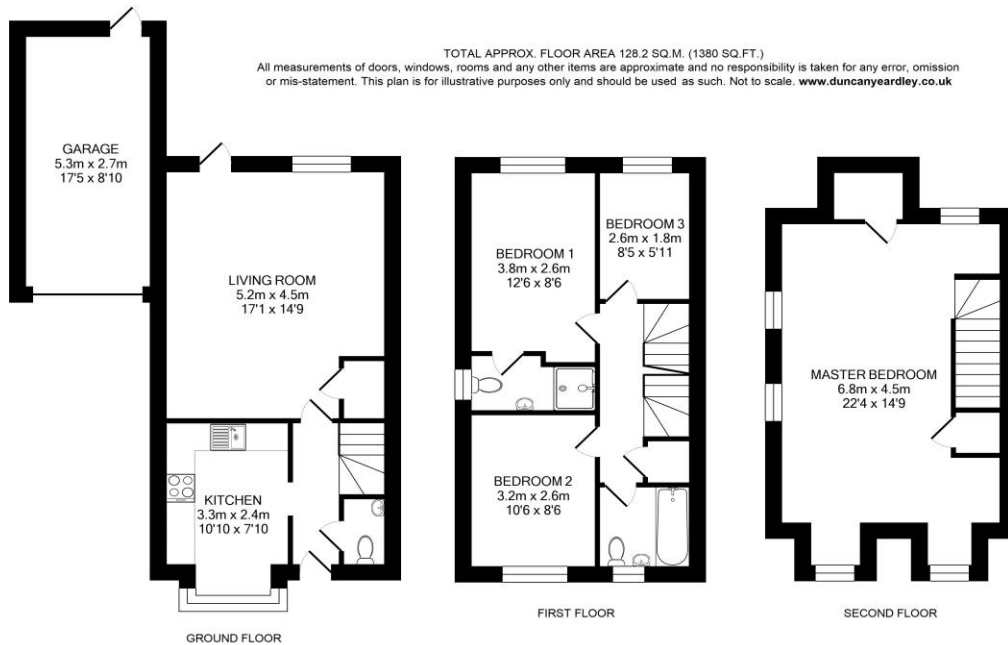 TOTAL APPROX. FLOOR AREA 128.2 SQ.M. (1380 SQ.FT.)
All measurements of doors, windows, rooms and any other items are approximate and no responsibility is taken for any error, omission
or mis-statement. This plan is for illustrative purposes only and should be used as such. Not to scale. www.duncanyeardley.co.uk
GARAGE
5.3m x 2.7m
17'5 x 8'10
LIVING ROOM
5.2m x 4.5m
17'1 x 14'9
KITCHEN
3.3m x 2.4m
10'10 x 7'10
GROUND FLOOR
BEDROOM 1
3.8m x 2.6m
12'6 x 8'6
BEDROOM 3
2.6m x 1.8m
8'5 x 5'11
BEDROOM 2
3.2m x 2.6m
10'6 x 8'6
FIRST FLOOR
MASTER BEDROOM
6.8m x 4.5m
22'4 x 14'9
SECOND FLOOR